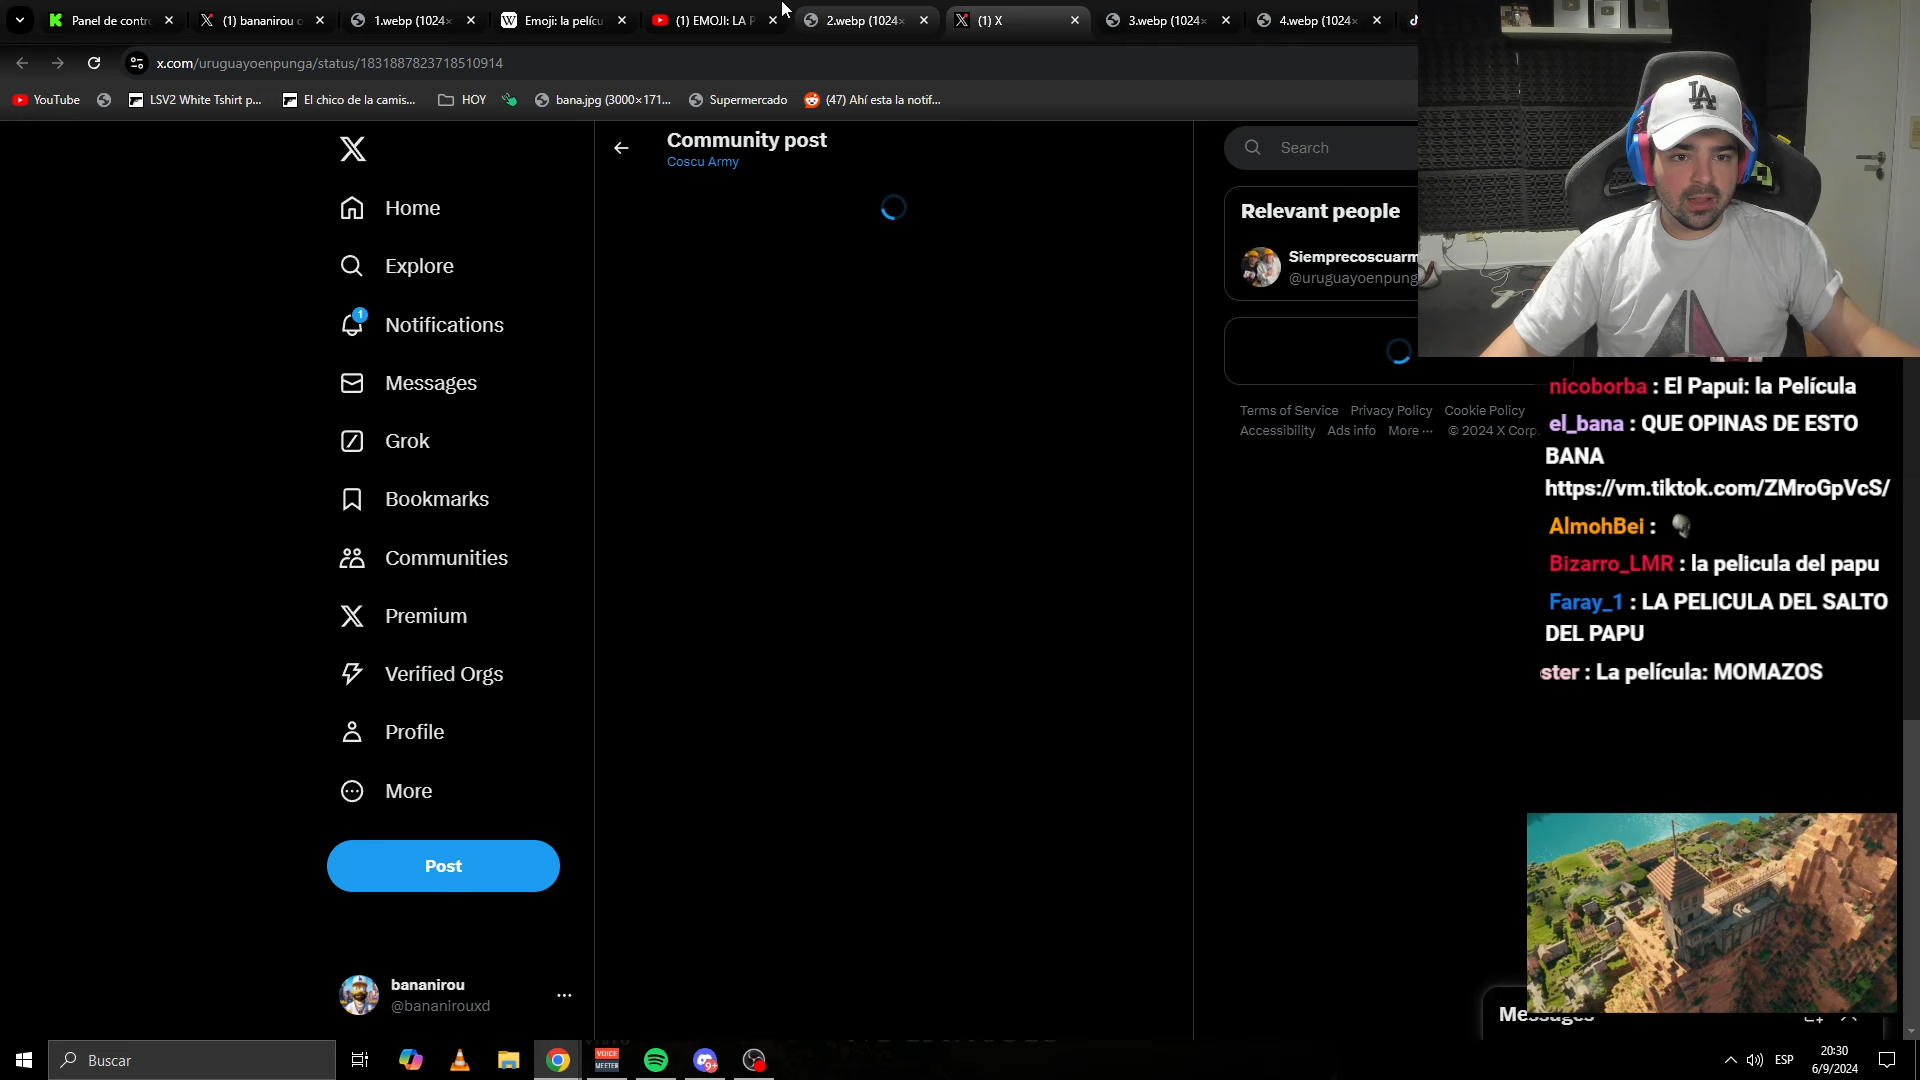 Panel de contr
(1) bananirou
1.webp (1024×
Emoji: la pelícu
(1) EMOJI: LA P
2.webp (1024×
(1) X
3.webp (1024×
4.webp (1024×
x.com/uruguayoenpunga/status/1831887823718510914
YouTube
LSV2 White Tshirt p...
El chico de la camis...
HOY
bana.jpg (3000×171...
Supermercado
(47) Ahí esta la notif...
Home
Explore
1
Notifications
Messages
Grok
Bookmarks
Communities
Premium
Verified Orgs
Profile
More
Post
bananirou
@bananirouxd
Community post
Coscu Army
Search
Relevant people
Siemprecoscuarm
@uruguayoenpung
Terms of Service Privacy Policy Cookie Policy
Accessibility Ads info More ··· © 2024 X Corp.
LA
nicoborba : El Papui: la Película
el_bana : QUE OPINAS DE ESTO
BANA
https://vm.tiktok.com/ZMroGpVcS/
AlmohBei :
Bizarro_LMR : la pelicula del papu
Faray_1 : LA PELICULA DEL SALTO
DEL PAPU
ster : La película: MOMAZOS
Messages
Buscar
VOICE
MEETER
9+
ESP
20:30
6/9/2024